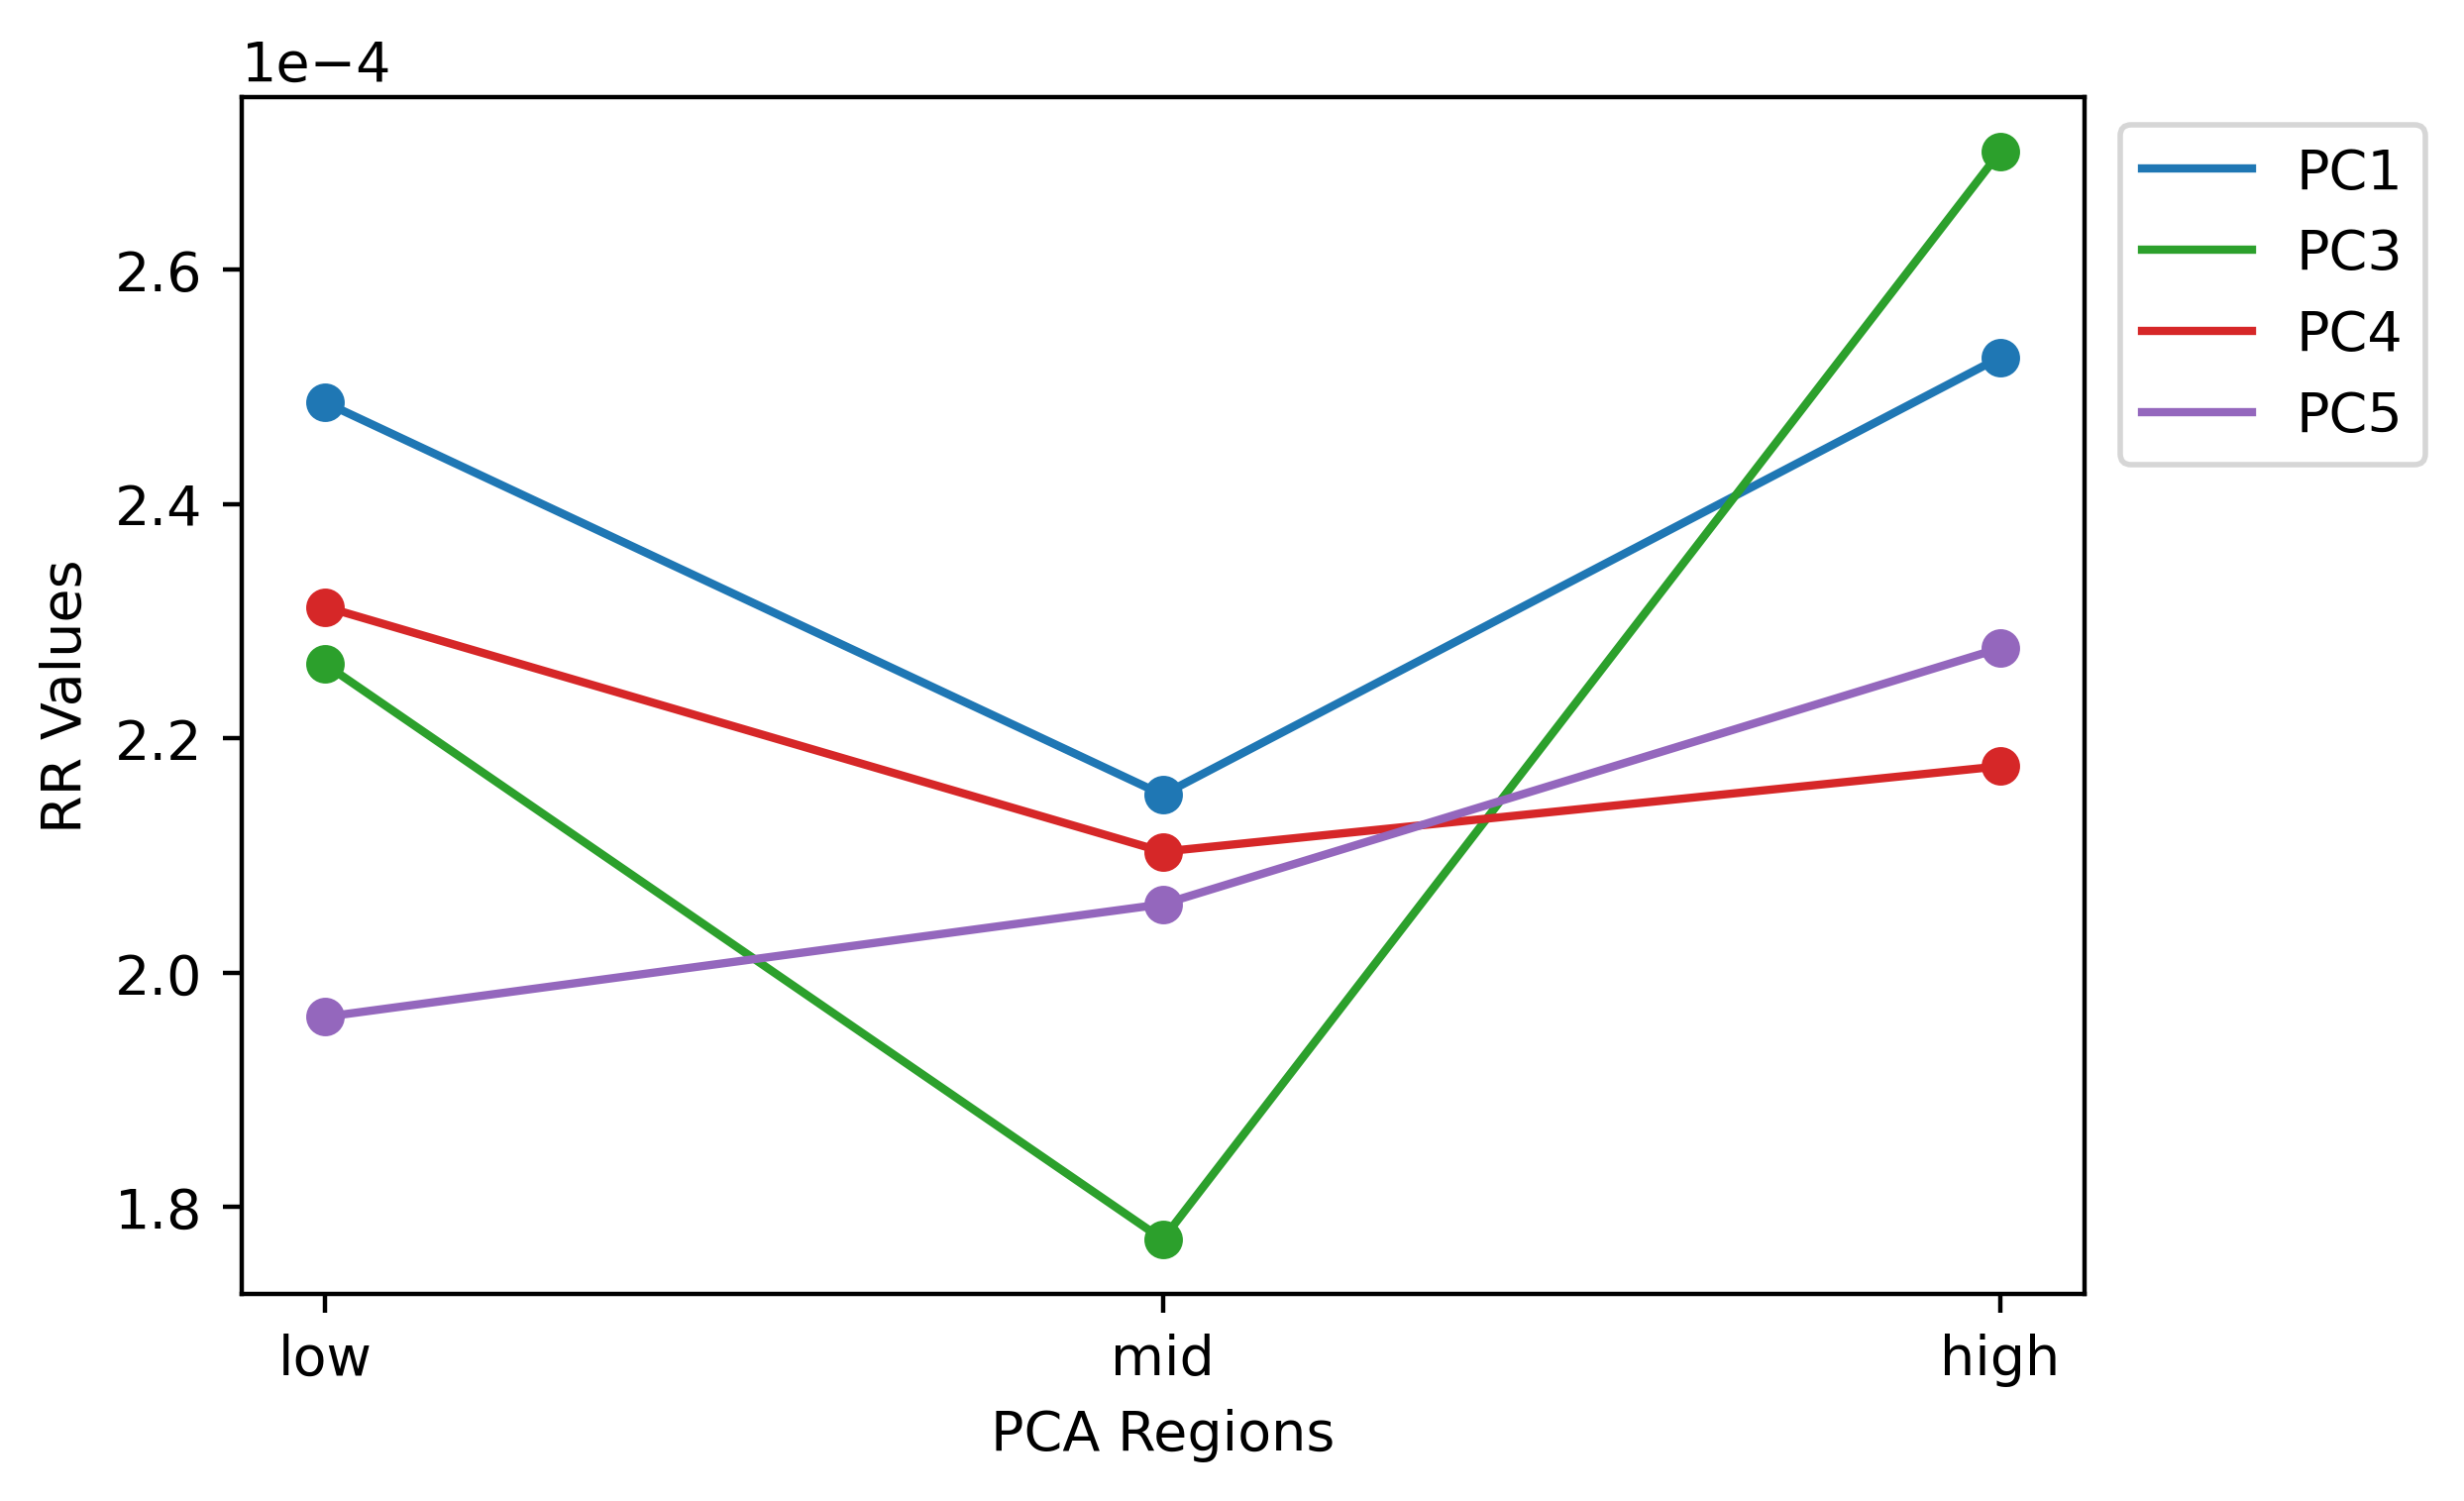 1e−4
2.6
2.4
2.2
2.0
1.8
RR Values
low
mid
high
PCA Regions
PC1
PC3
PC4
PC5